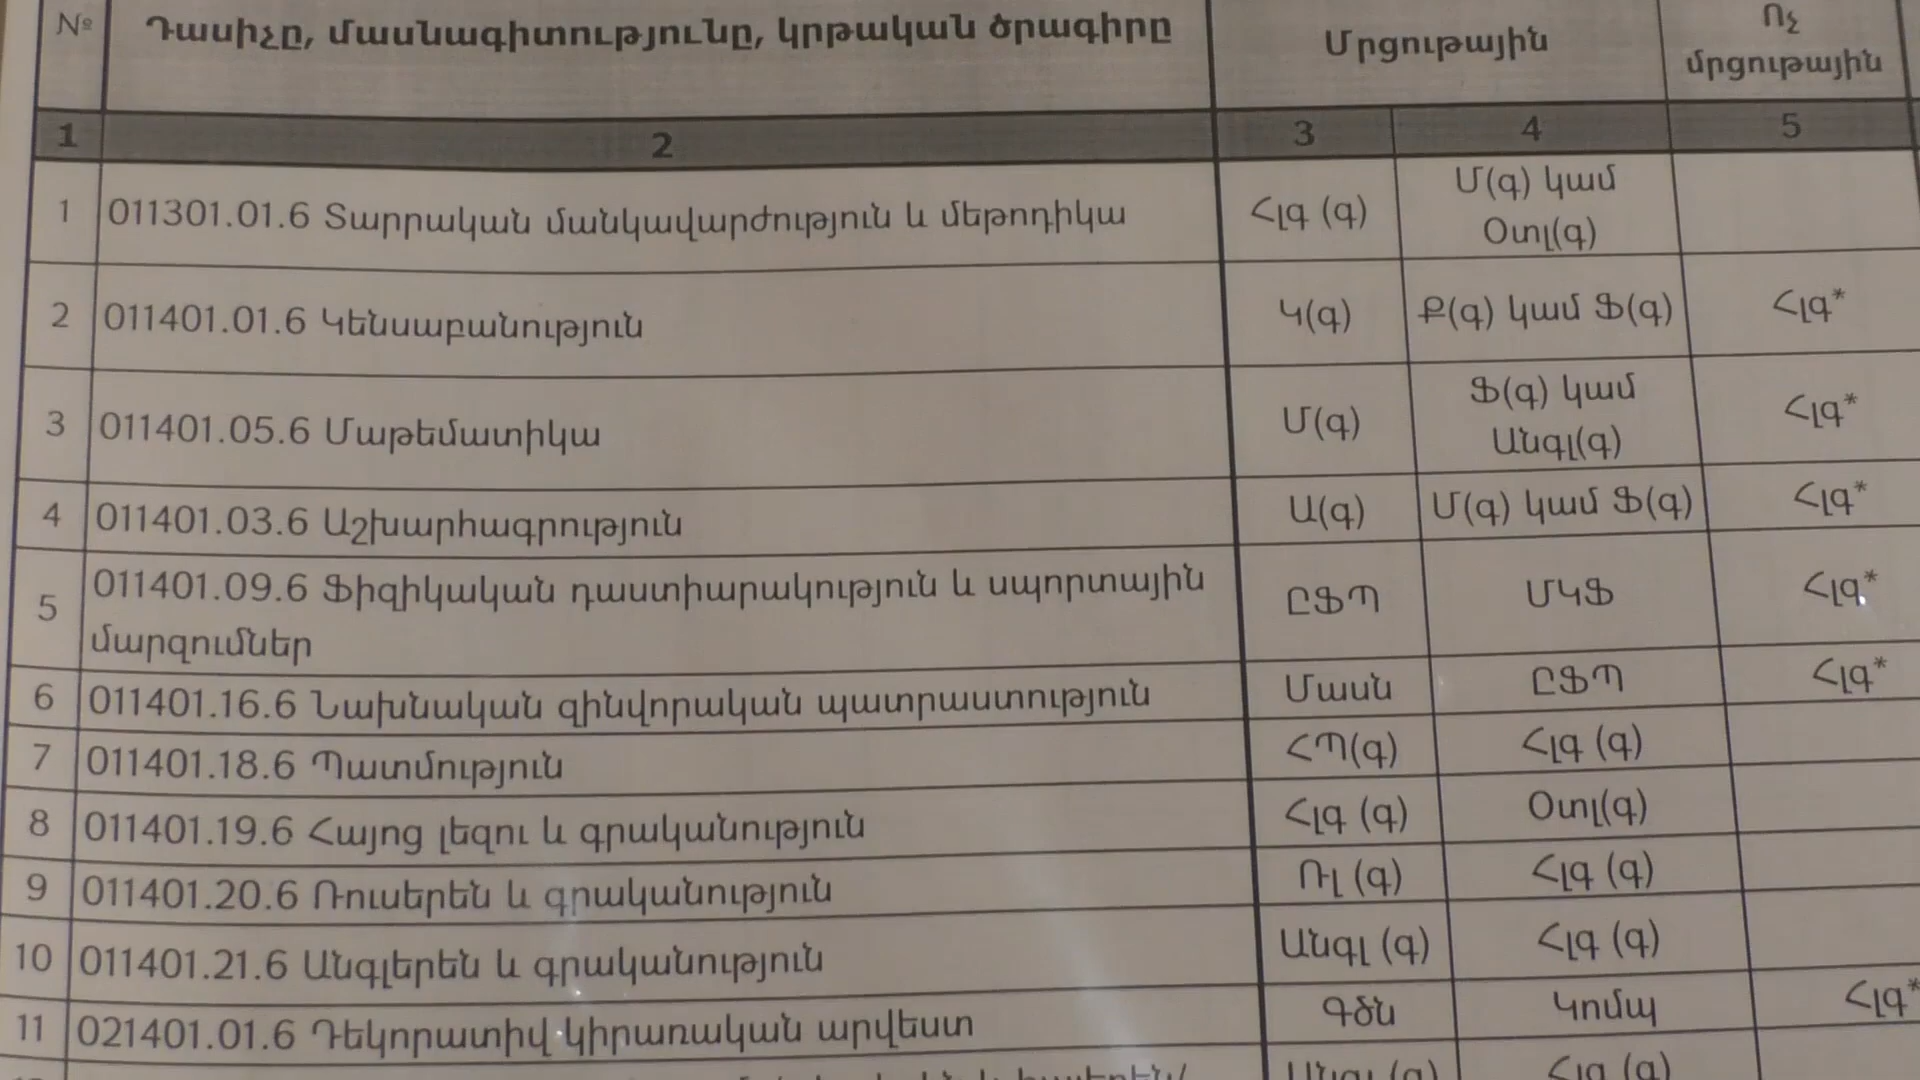 № Դասիչը, մասնագիտությունը, կրթական ծրագիրը Մրցութային Ոչ մրցութային
1 2 3 4 5
1 011301.01.6 Տարրական մանկավարժություն և մեթոդիկա Հլգ (գ) Մ(գ) կամ Օտլ(գ)
2 011401.01.6 Կենսաբանություն Կ(գ) Ք(գ) կամ Ֆ(գ) Հլգ*
3 011401.05.6 Մաթեմատիկա Մ(գ) Ֆ(գ) կամ Անգլ(գ) Հլգ*
4 011401.03.6 Աշխարհագրություն Ա(գ) Մ(գ) կամ Ֆ(գ) Հլգ*
5 011401.09.6 Ֆիզիկական դաստիարակություն և սպորտային մարզումներ ԸՖՊ ՄԿՖ Հլգ*
6 011401.16.6 Նախնական զինվորական պատրաստություն Մասն ԸՖՊ Հլգ*
7 011401.18.6 Պատմություն ՀՊ(գ) Հլգ (գ)
8 011401.19.6 Հայոց լեզու և գրականություն Հլգ (գ) Օտլ(գ)
9 011401.20.6 Ռուսերեն և գրականություն Ռլ (գ) Հլգ (գ)
10 011401.21.6 Անգլերեն և գրականություն Անգլ (գ) Հլգ (գ)
11 021401.01.6 Դեկորատիվ կիրառական արվեստ Գծն Կոմպ Հլգ*
Անգլ (գ) Հլգ (գ)